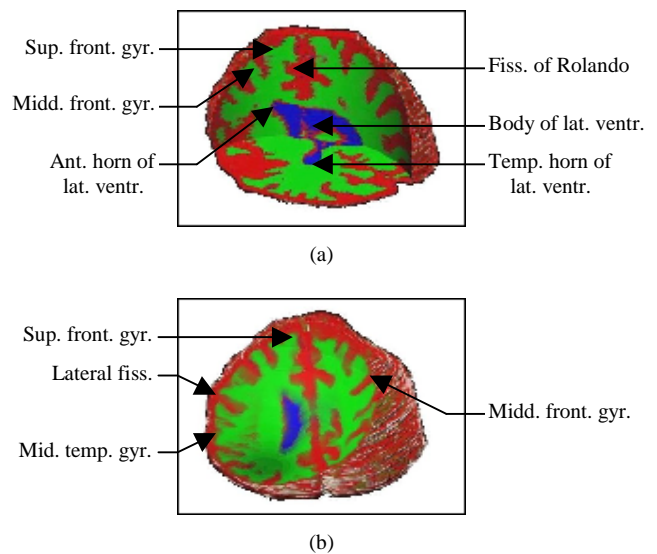 Sup. front. gyr.
Midd. front. gyr.
Ant. horn of
lat. ventr.
Fiss. of Rolando
Body of lat. ventr.
Temp. horn of
lat. ventr.
(a)
Sup. front. gyr.
Lateral fiss.
Mid. temp. gyr.
Midd. front. gyr.
(b)